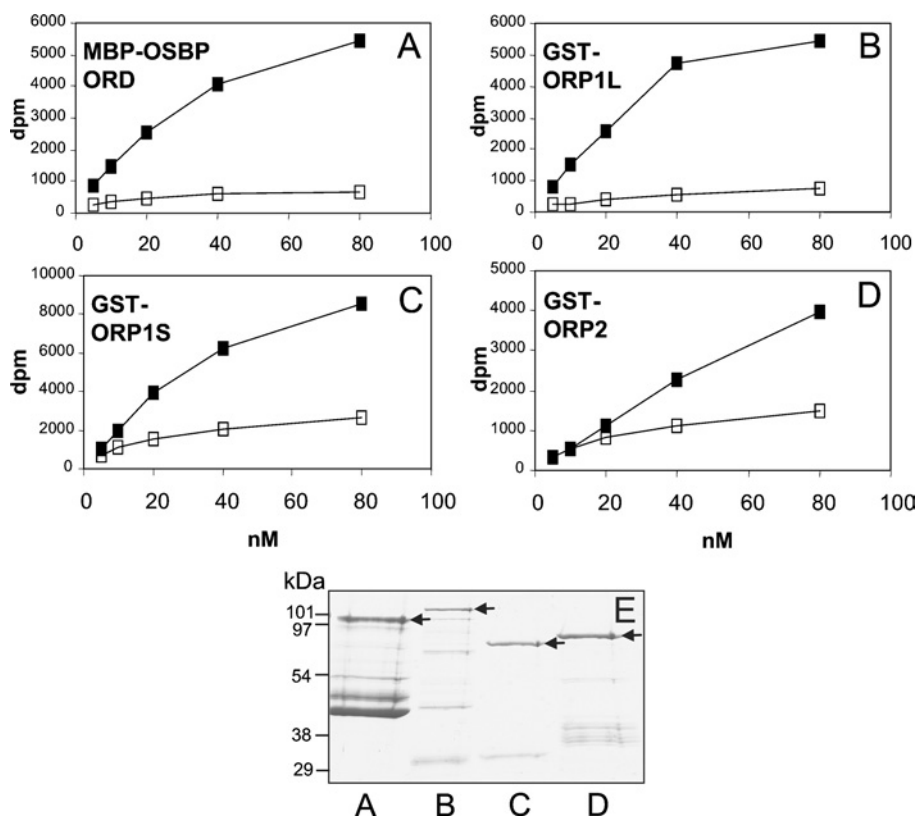 MBP-OSBP
ORD
A
dpm
6000
5000
4000
3000
2000
1000
0
0 20 40 60 80 100
GST-
ORP1L
B
dpm
6000
5000
4000
3000
2000
1000
0
0 20 40 60 80 100
GST-
ORP1S
C
dpm
10000
8000
6000
4000
2000
0
0 20 40 60 80 100
nM
GST-
ORP2
D
dpm
5000
4000
3000
2000
1000
0
0 20 40 60 80 100
nM
kDa
101
97
54
38
29
E
A B C D